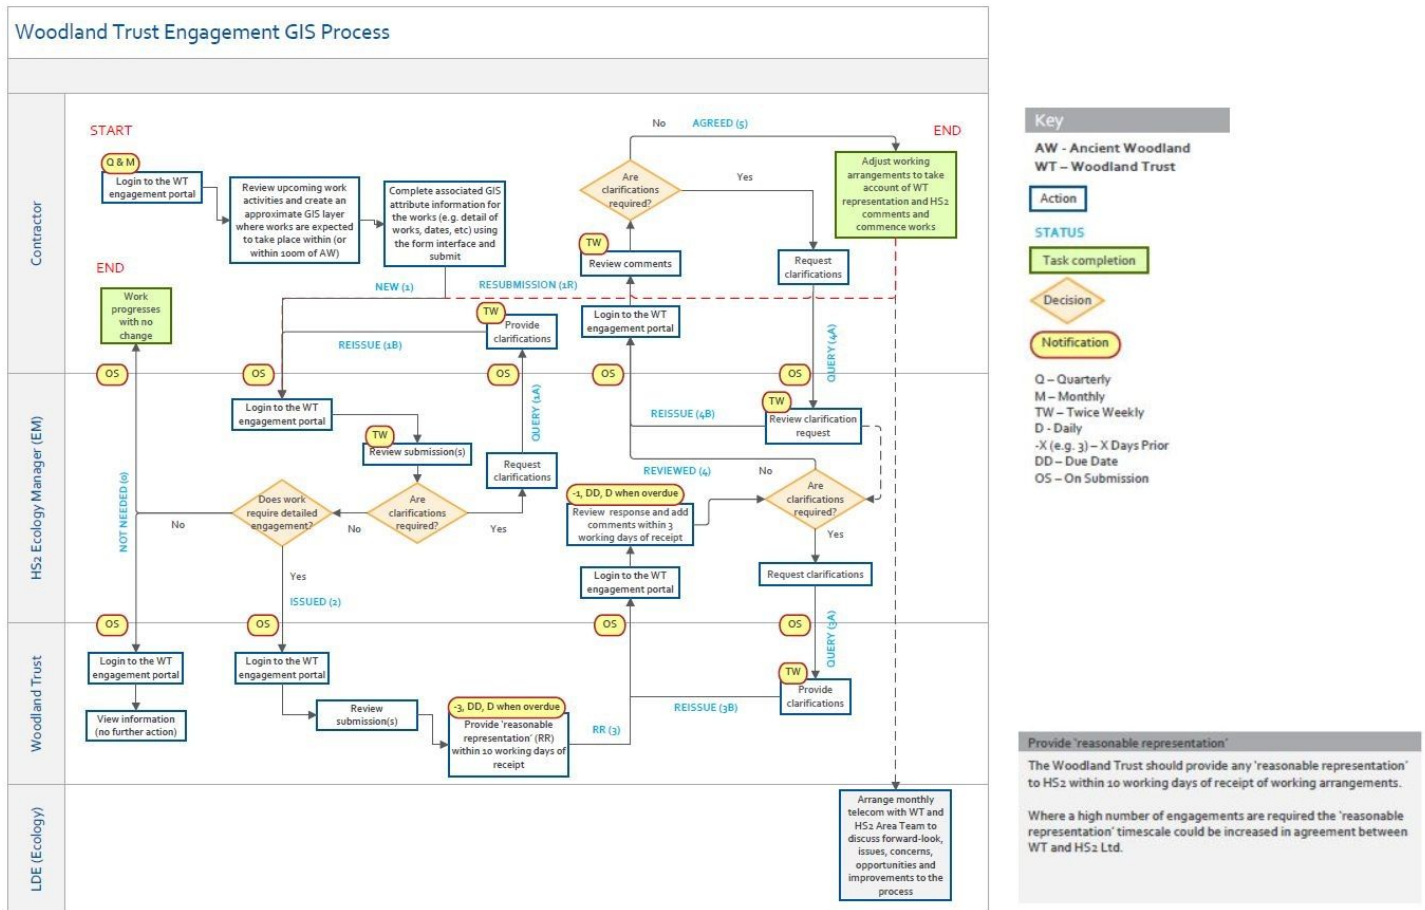 Woodland Trust Engagement GIS Process
Contractor
START
Q & M
Login to the WT
engagement portal
Review upcoming work
activities and create an
approximate GIS layer
where works are expected
to take place within (or
within 100m of AW)
Complete associated GIS
attribute information for
the works (e.g. detail of
works, dates, etc) using
the form interface and
submit
NEW (1)
RESUBMISSION (1R)
END
Work
progresses
with no
change
OS
TW
Provide
clarifications
REISSUE (1B)
OS
OS
QUERY (1A)
No
AGREED (5)
END
Are
clarifications
required?
Yes
Adjust working
arrangements to take
account of WT
representation and HS2
comments and
commence works
TW
Review comments
Request
clarifications
Login to the WT
engagement portal
QUERY (4A)
OS
OS
HS2 Ecology Manager (EM)
Login to the WT
engagement portal
TW
Review submission(s)
Request
clarifications
Are
clarifications
required?
Yes
No
Does work
require detailed
engagement?
No
NOT NEEDED (0)
Yes
ISSUED (2)
TW
Review clarification
request
REISSUE (4B)
REVIEWED (4)
No
Are
clarifications
required?
Yes
-1, DD, D when overdue
Review response and add
comments within 3
working days of receipt
Login to the WT
engagement portal
Request clarifications
OS
OS
OS
OS
QUERY (3A)
Woodland Trust
Login to the WT
engagement portal
View information
(no further action)
Login to the WT
engagement portal
Review
submission(s)
-3, DD, D when overdue
Provide 'reasonable
representation' (RR)
within 10 working days of
receipt
RR (3)
REISSUE (3B)
TW
Provide
clarifications
LDE (Ecology)
Arrange monthly
telecom with WT and
HS2 Area Team to
discuss forward-look,
issues, concerns,
opportunities and
improvements to the
process
Key
AW - Ancient Woodland
WT – Woodland Trust
Action
STATUS
Task completion
Decision
Notification
Q – Quarterly
M – Monthly
TW – Twice Weekly
D - Daily
-X (e.g. 3) – X Days Prior
DD – Due Date
OS – On Submission
Provide 'reasonable representation'
The Woodland Trust should provide any 'reasonable representation'
to HS2 within 10 working days of receipt of working arrangements.
Where a high number of engagements are required the 'reasonable
representation' timescale could be increased in agreement between
WT and HS2 Ltd.